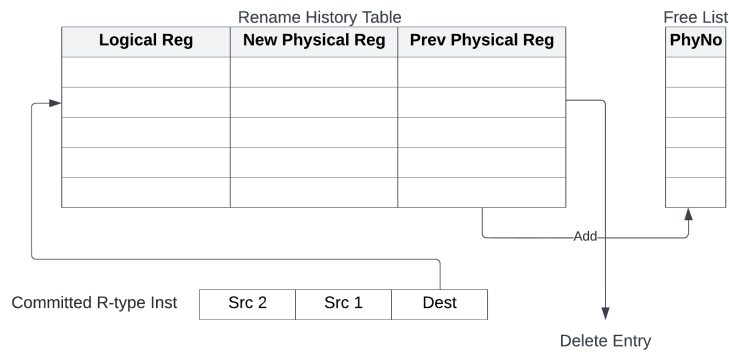 Rename History Table
Free List
Logical Reg
New Physical Reg
Prev Physical Reg
PhyNo
Add
Committed R-type Inst
Src 2
Src 1
Dest
Delete Entry